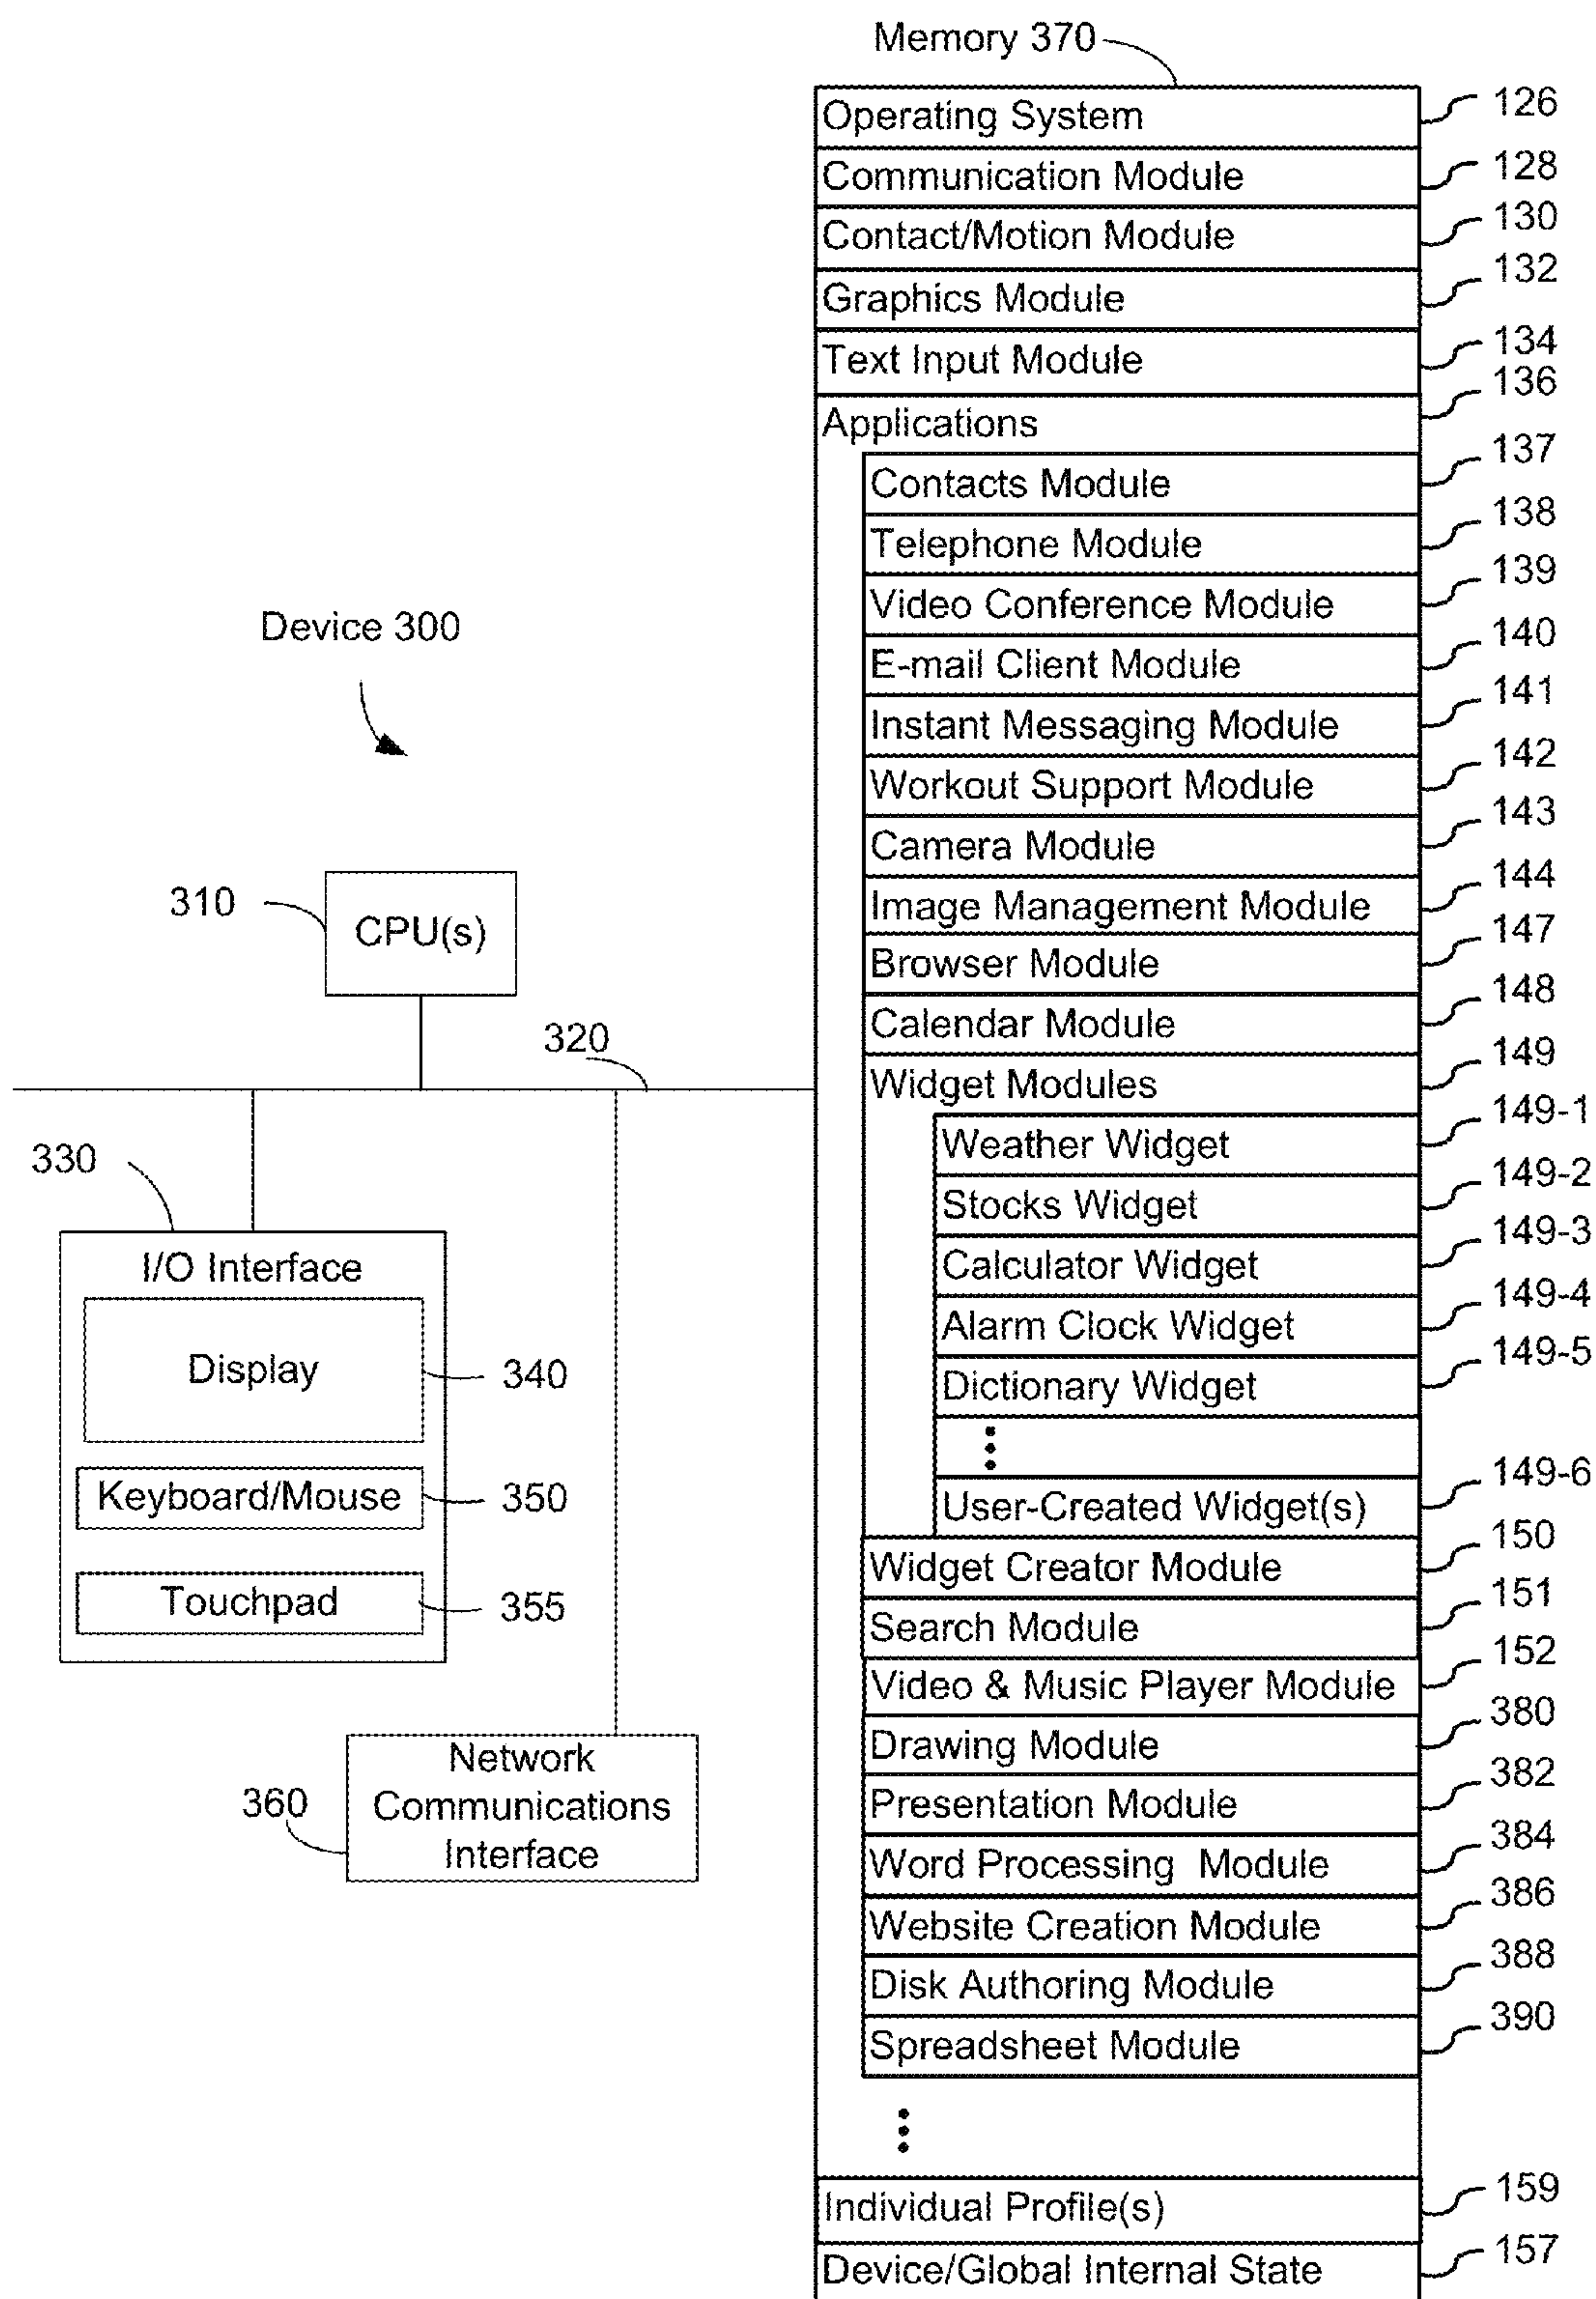 Memory 370
Operating System 126
Communication Module 128
Contact/Motion Module 130
Graphics Module 132
Text Input Module 134
Applications 136
Contacts Module 137
Telephone Module 138
Video Conference Module 139
E-mail Client Module 140
Instant Messaging Module 141
Workout Support Module 142
Camera Module 143
Image Management Module 144
Browser Module 147
Calendar Module 148
Widget Modules 149
Weather Widget 149-1
Stocks Widget 149-2
Calculator Widget 149-3
Alarm Clock Widget 149-4
Dictionary Widget 149-5
User-Created Widget(s) 149-6
Widget Creator Module 150
Search Module 151
Video & Music Player Module 152
Drawing Module 380
Presentation Module 382
Word Processing Module 384
Website Creation Module 386
Disk Authoring Module 388
Spreadsheet Module 390
Individual Profile(s) 159
Device/Global Internal State 157
Device 300
310
CPU(s)
320
330
I/O Interface
Display 340
Keyboard/Mouse 350
Touchpad 355
360
Network
Communications
Interface